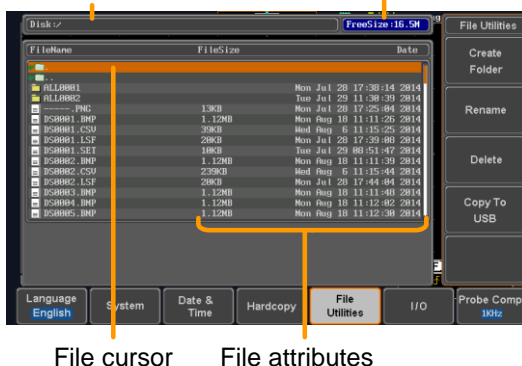 Disk:/ FreeSize:16.5M File Utilities
FileName FileSize Date
.
..
ALL0001 Mon Jul 28 17:38:14 2014
ALL0002 Tue Jul 29 11:30:39 2014
-----.PNG 13KB Mon Jul 28 17:25:04 2014
DS0001.BMP 1.12MB Mon Aug 18 11:11:26 2014
DS0001.CSV 39KB Wed Aug 6 11:15:25 2014
DS0001.LSF 20KB Mon Jul 28 17:39:08 2014
DS0001.SET 10KB Tue Jul 29 08:51:47 2014
DS0002.BMP 1.12MB Mon Aug 18 11:11:39 2014
DS0002.CSV 239KB Wed Aug 6 11:15:44 2014
DS0002.LSF 20KB Mon Jul 28 17:44:04 2014
DS0003.BMP 1.12MB Mon Aug 18 11:11:48 2014
DS0004.BMP 1.12MB Mon Aug 18 11:12:02 2014
DS0005.BMP 1.12MB Mon Aug 18 11:12:30 2014
Create
Folder
Rename
Delete
Copy To
USB
Language
English
System
Date &
Time
Hardcopy
File
Utilities
I/O
Probe Comp
1KHz
File cursor File attributes